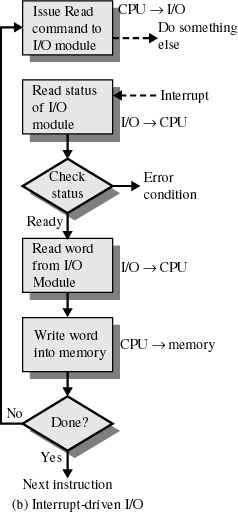 Issue Read
command to
I/O module
CPU → I/O
Do something
else
Read status
of I/O
module
Interrupt
I/O → CPU
Check
status
Error
condition
Ready
Read word
from I/O
Module
I/O → CPU
Write word
into memory
CPU → memory
No
Done?
Yes
Next instruction
(b) Interrupt-driven I/O